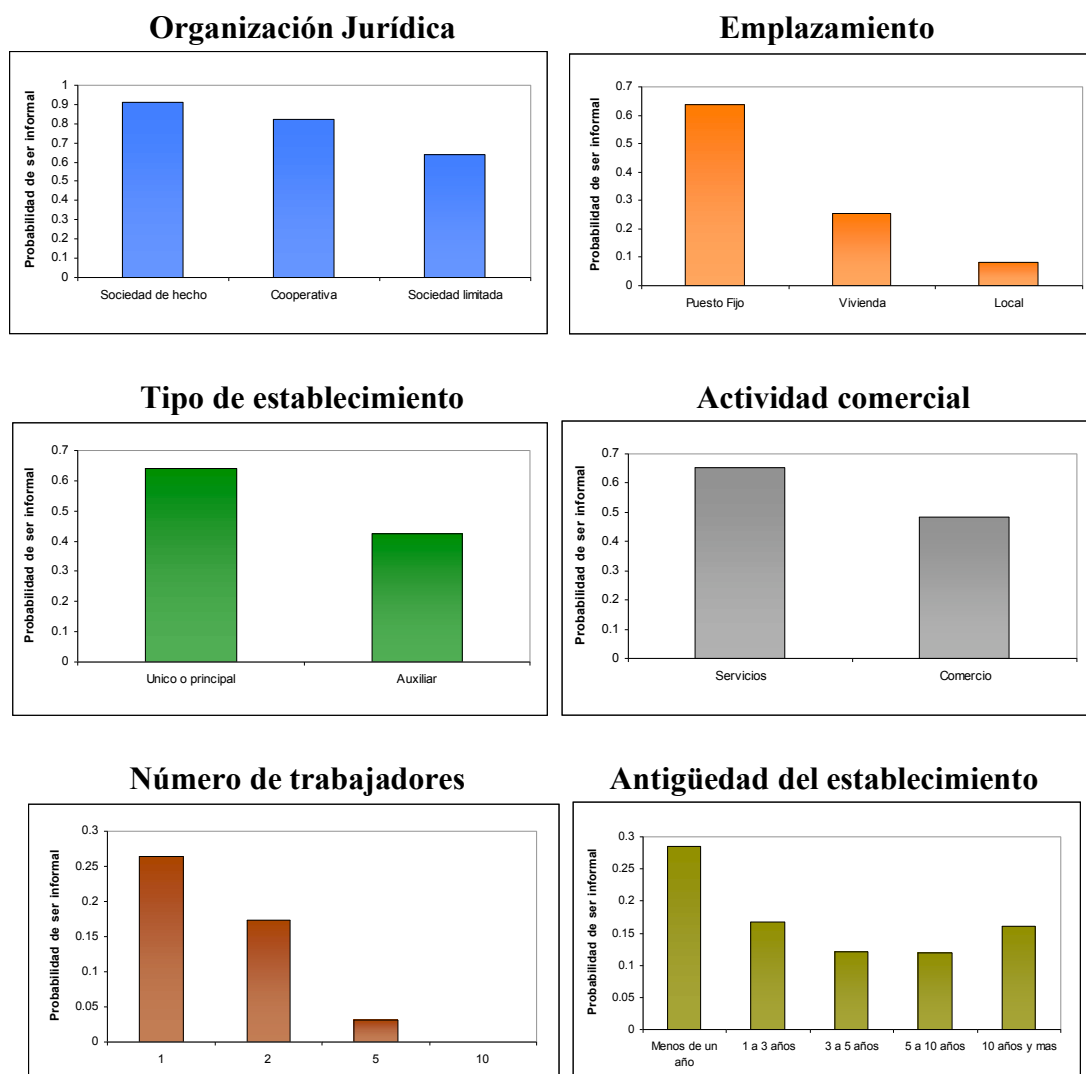 Organización Jurídica
Probabilidad de ser informal
1
0.9
0.8
0.7
0.6
0.5
0.4
0.3
0.2
0.1
0
Sociedad de hecho Cooperativa Sociedad limitada
Emplazamiento
Probabilidad de ser informal
0.7
0.6
0.5
0.4
0.3
0.2
0.1
0
Puesto Fijo Vivienda Local
Tipo de establecimiento
Probabilidad de ser informal
0.7
0.6
0.5
0.4
0.3
0.2
0.1
0
Unico o principal Auxiliar
Actividad comercial
Probabilidad de ser informal
0.7
0.6
0.5
0.4
0.3
0.2
0.1
0
Servicios Comercio
Número de trabajadores
Probabilidad de ser informal
0.3
0.25
0.2
0.15
0.1
0.05
0
1 2 5 10
Antigüedad del establecimiento
Probabilidad de ser informal
0.3
0.25
0.2
0.15
0.1
0.05
0
Menos de un año 1 a 3 años 3 a 5 años 5 a 10 años 10 años y mas